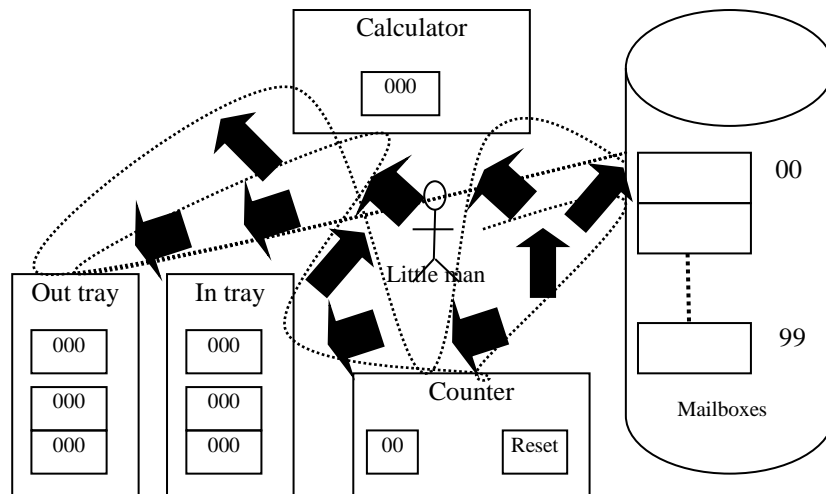 Calculator
000
00
Little man
Out tray
In tray
000
000
000
000
000
000
99
Counter
00
Reset
Mailboxes